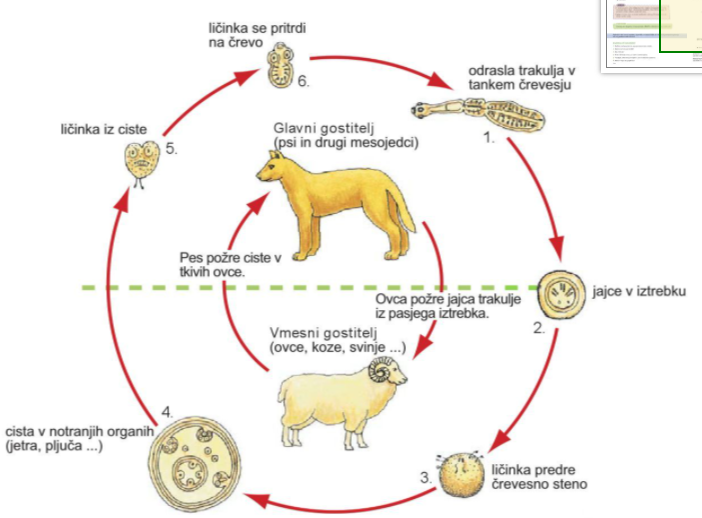 ličinka se pritrdi
na črevo
6.
odrasla trakulja v
tankem črevesju
1.
ličinka iz ciste
5.
Glavni gostitelj
(psi in drugi mesojedci)
Pes požre ciste v
tkivih ovce.
Ovca požre jajca trakulje
iz pasjega iztrebka.
jajce v iztrebku
2.
Vmesni gostitelj
(ovce, koze, svinje ...)
4.
cista v notranjih organih
(jetra, pljuča ...)
3.
ličinka predre
črevesno steno